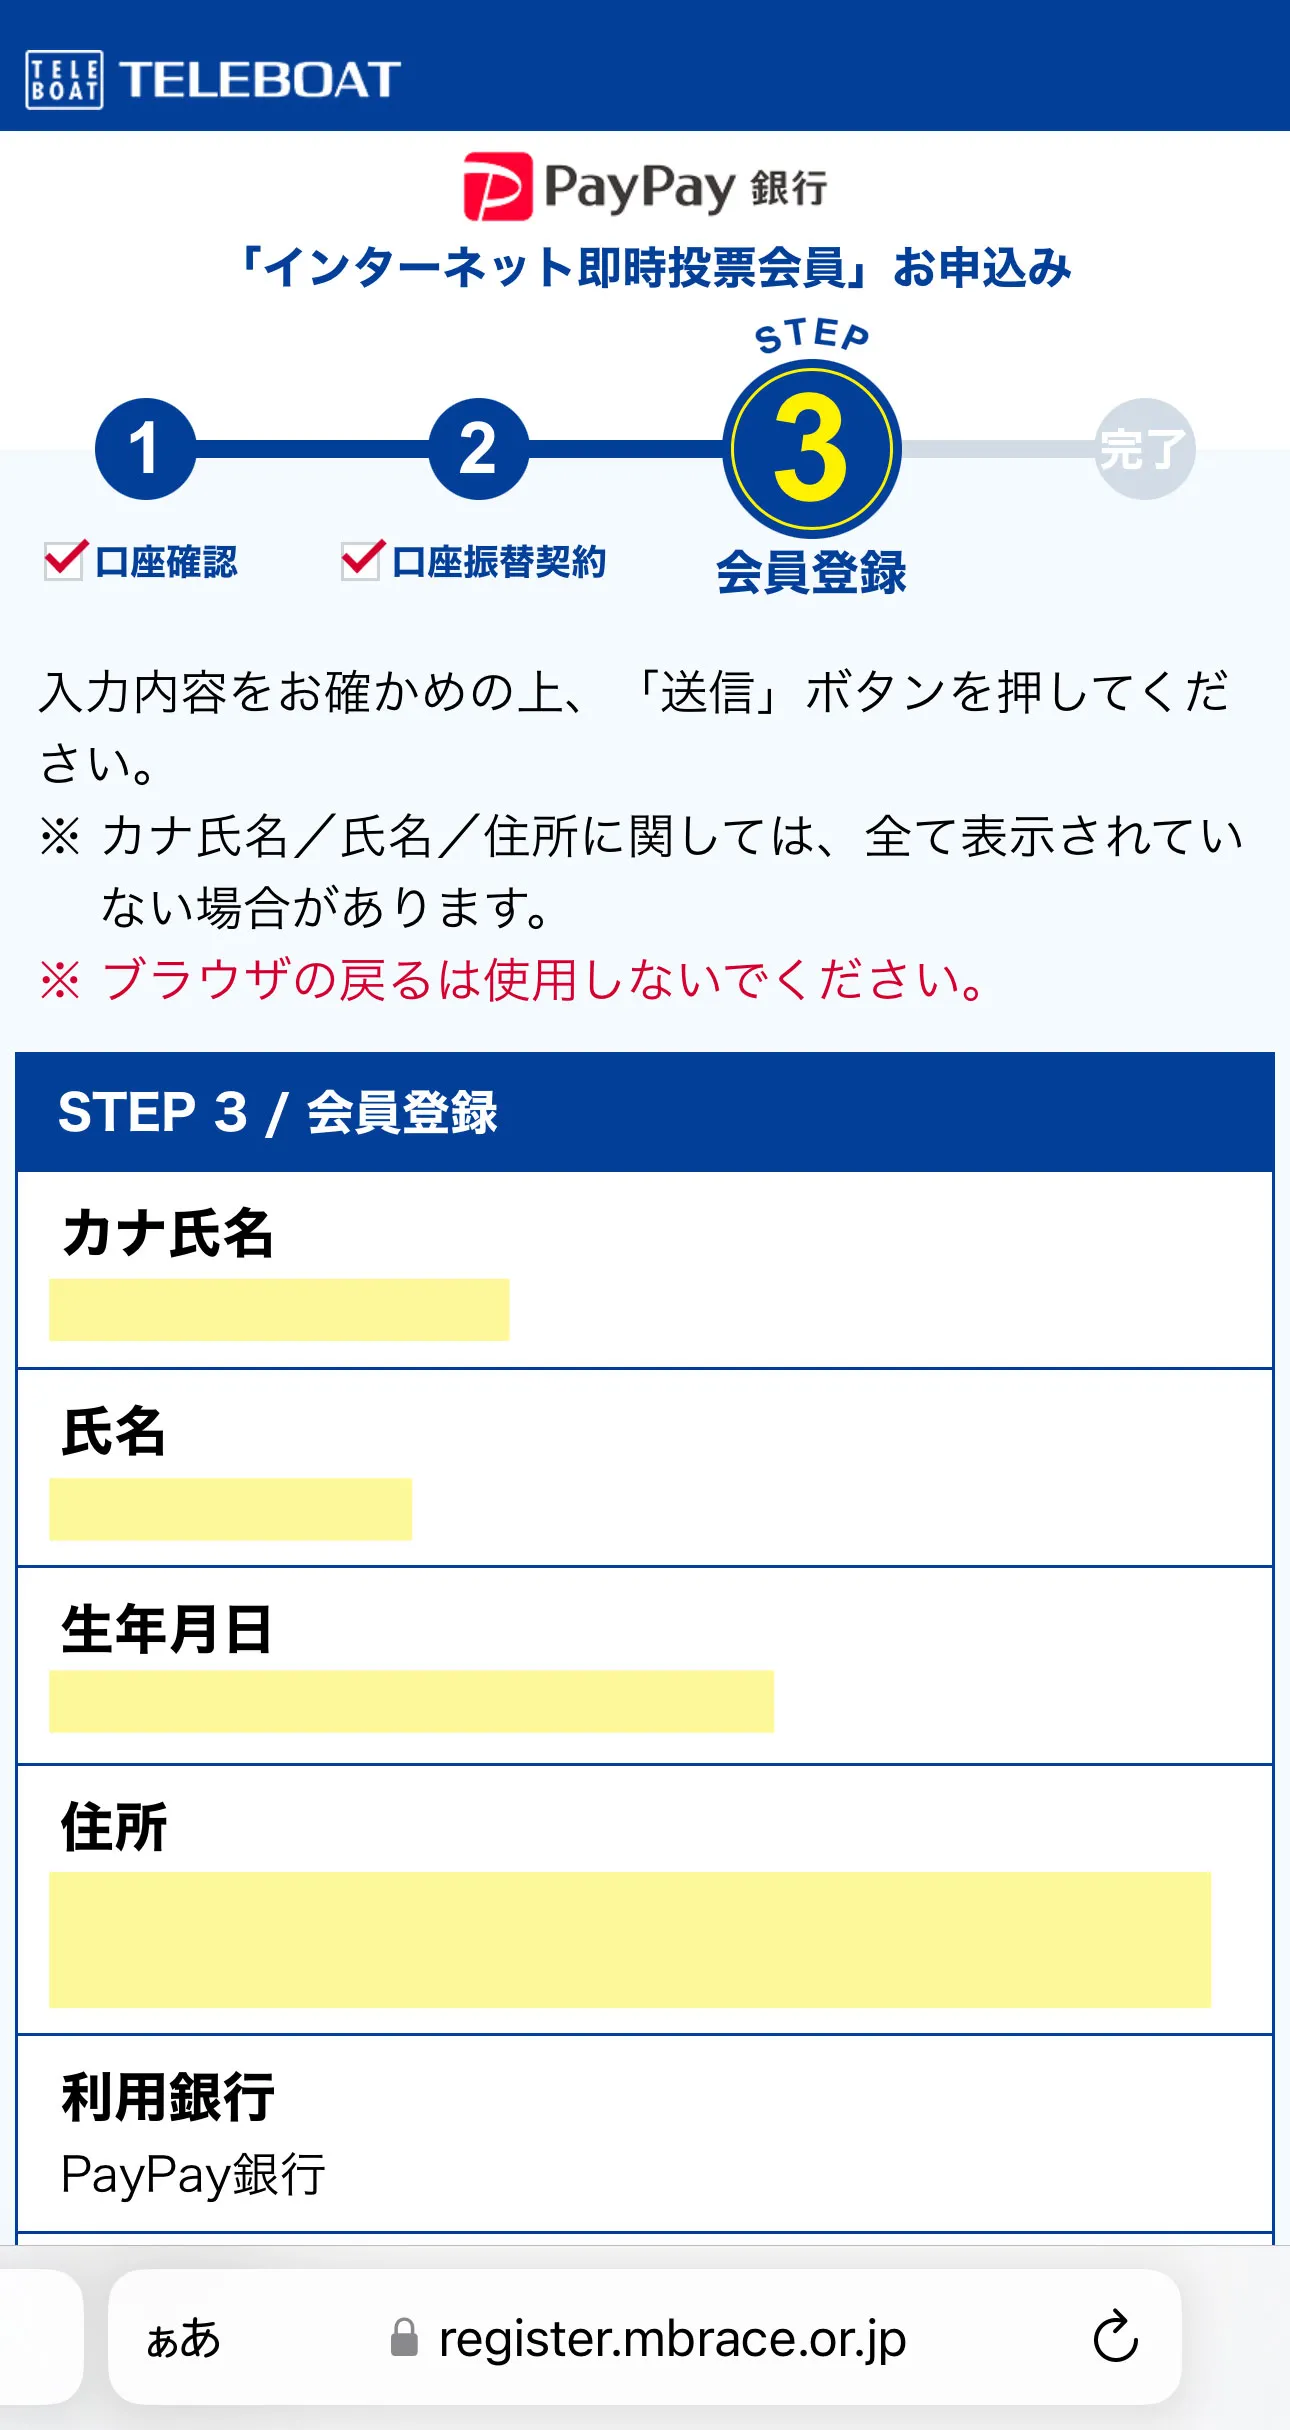 TELE
BOAT
TELEBOAT
PayPay 銀行
「インターネット即時投票会員」お申込み
STEP
1
2
3
完了
口座確認
口座振替契約
会員登録
入力内容をお確かめの上、「送信」ボタンを押してくだ
さい。
※ カナ氏名／氏名／住所に関しては、全て表示されてい
ない場合があります。
※ ブラウザの戻るは使用しないでください。
STEP 3 / 会員登録
カナ氏名
氏名
生年月日
住所
利用銀行
PayPay銀行
ぁあ
register.mbrace.or.jp